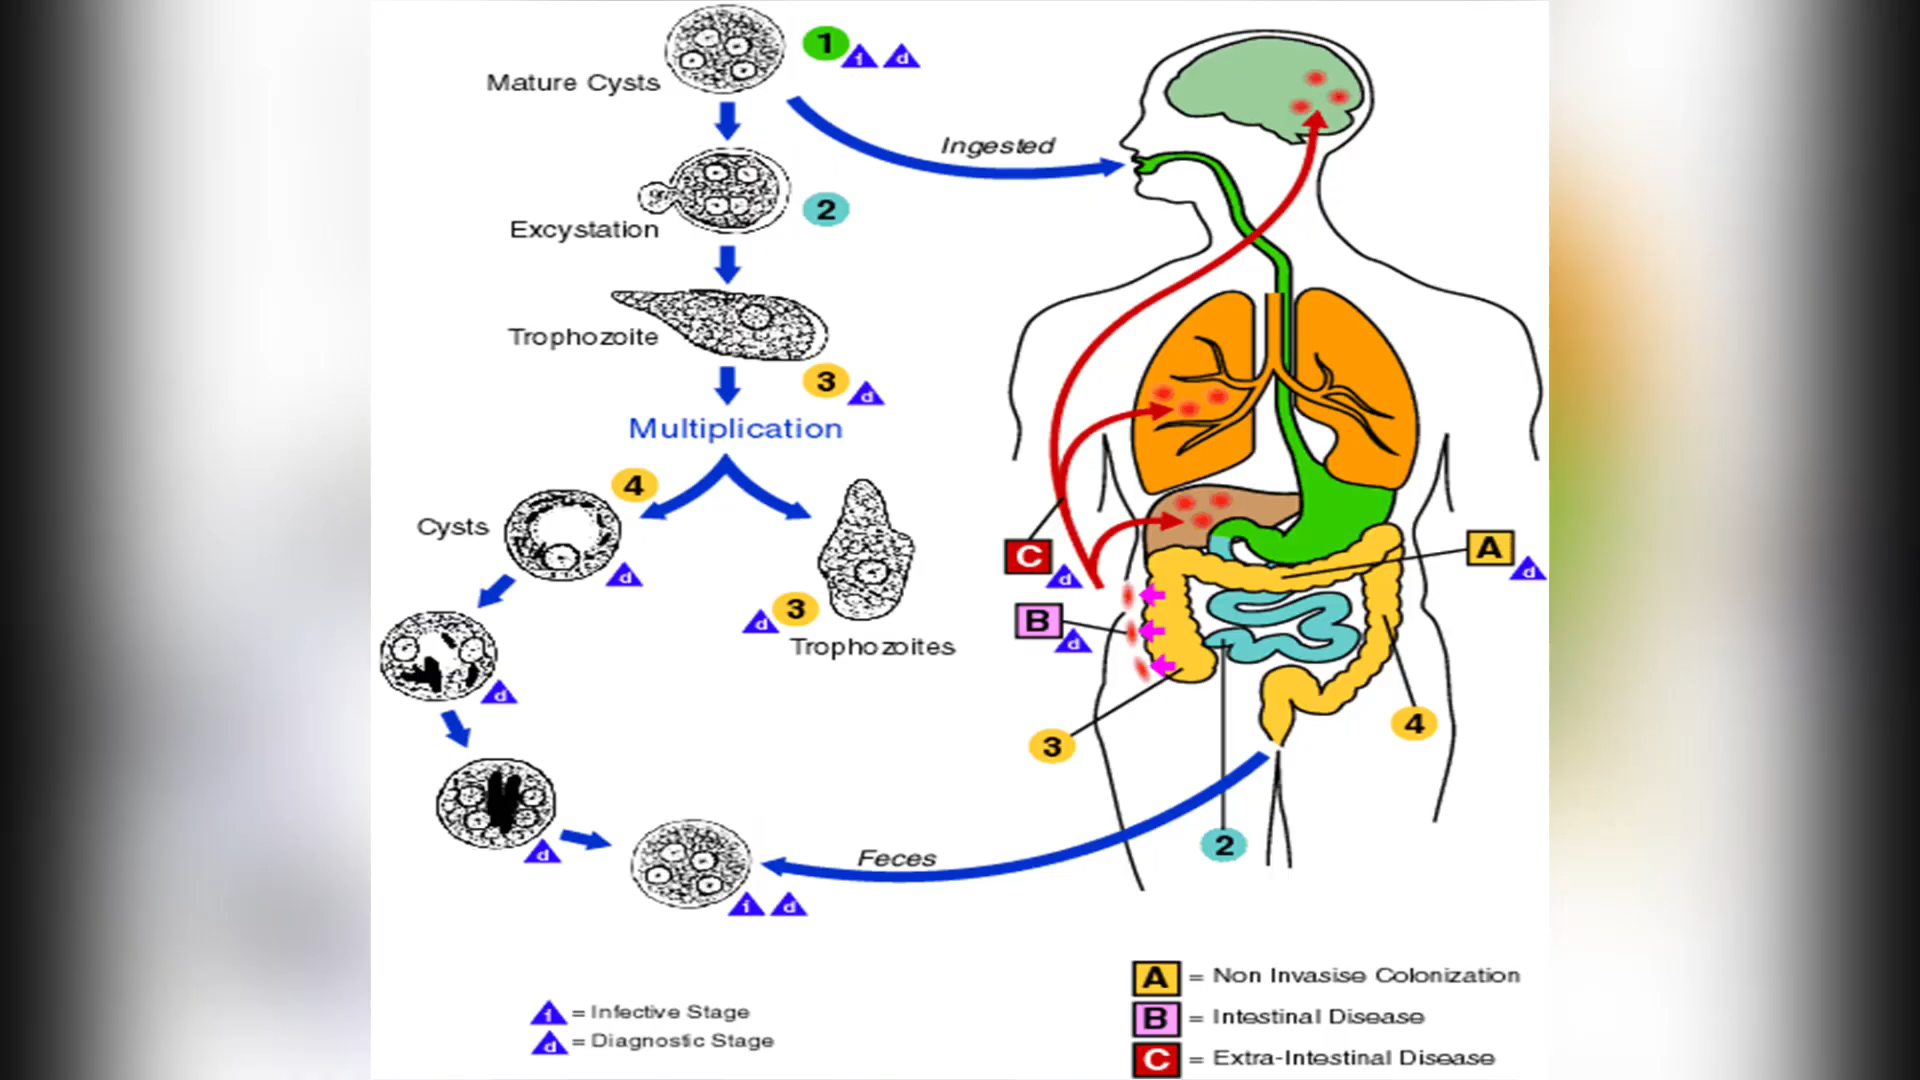 1
i d
Mature Cysts
Ingested
Excystation
2
Trophozoite
3
d
Multiplication
4
Cysts
d
3
d
Trophozoites
d
d
Feces
i d
C
d
B
d
A
d
3
4
2
i = Infective Stage
d = Diagnostic Stage
A = Non Invasise Colonization
B = Intestinal Disease
C = Extra-Intestinal Disease